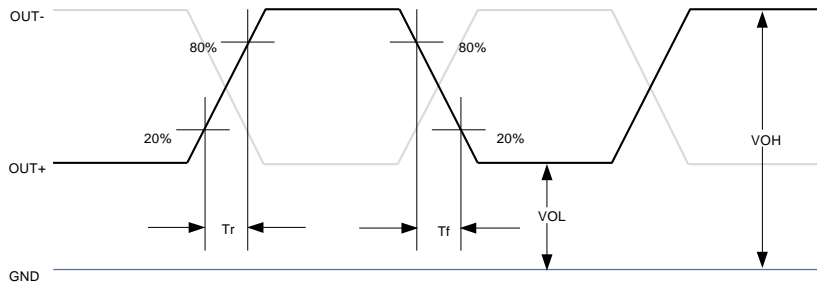 OUT-
80%
80%
20%
20%
VOH
OUT+
VOL
Tr
Tf
GND